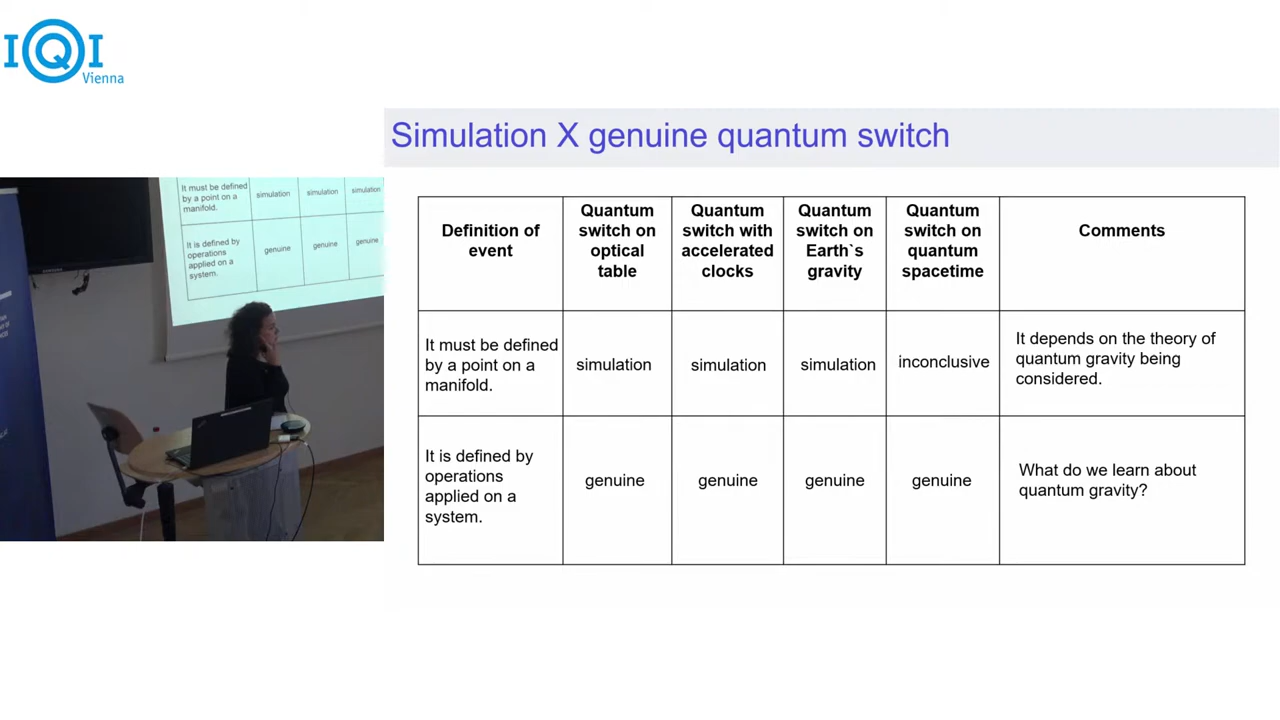 IQI
Vienna
Simulation X genuine quantum switch
It must be defined
by a point on a
manifold.
simulation
simulation
simulation
It is defined by
operations
applied on a
system.
genuine
genuine
genuine
Definition of
event
Quantum
switch on
optical
table
Quantum
switch with
accelerated
clocks
Quantum
switch on
Earth`s
gravity
Quantum
switch on
quantum
spacetime
Comments
It must be defined
by a point on a
manifold.
simulation
simulation
simulation
inconclusive
It depends on the theory of
quantum gravity being
considered.
It is defined by
operations
applied on a
system.
genuine
genuine
genuine
genuine
What do we learn about
quantum gravity?